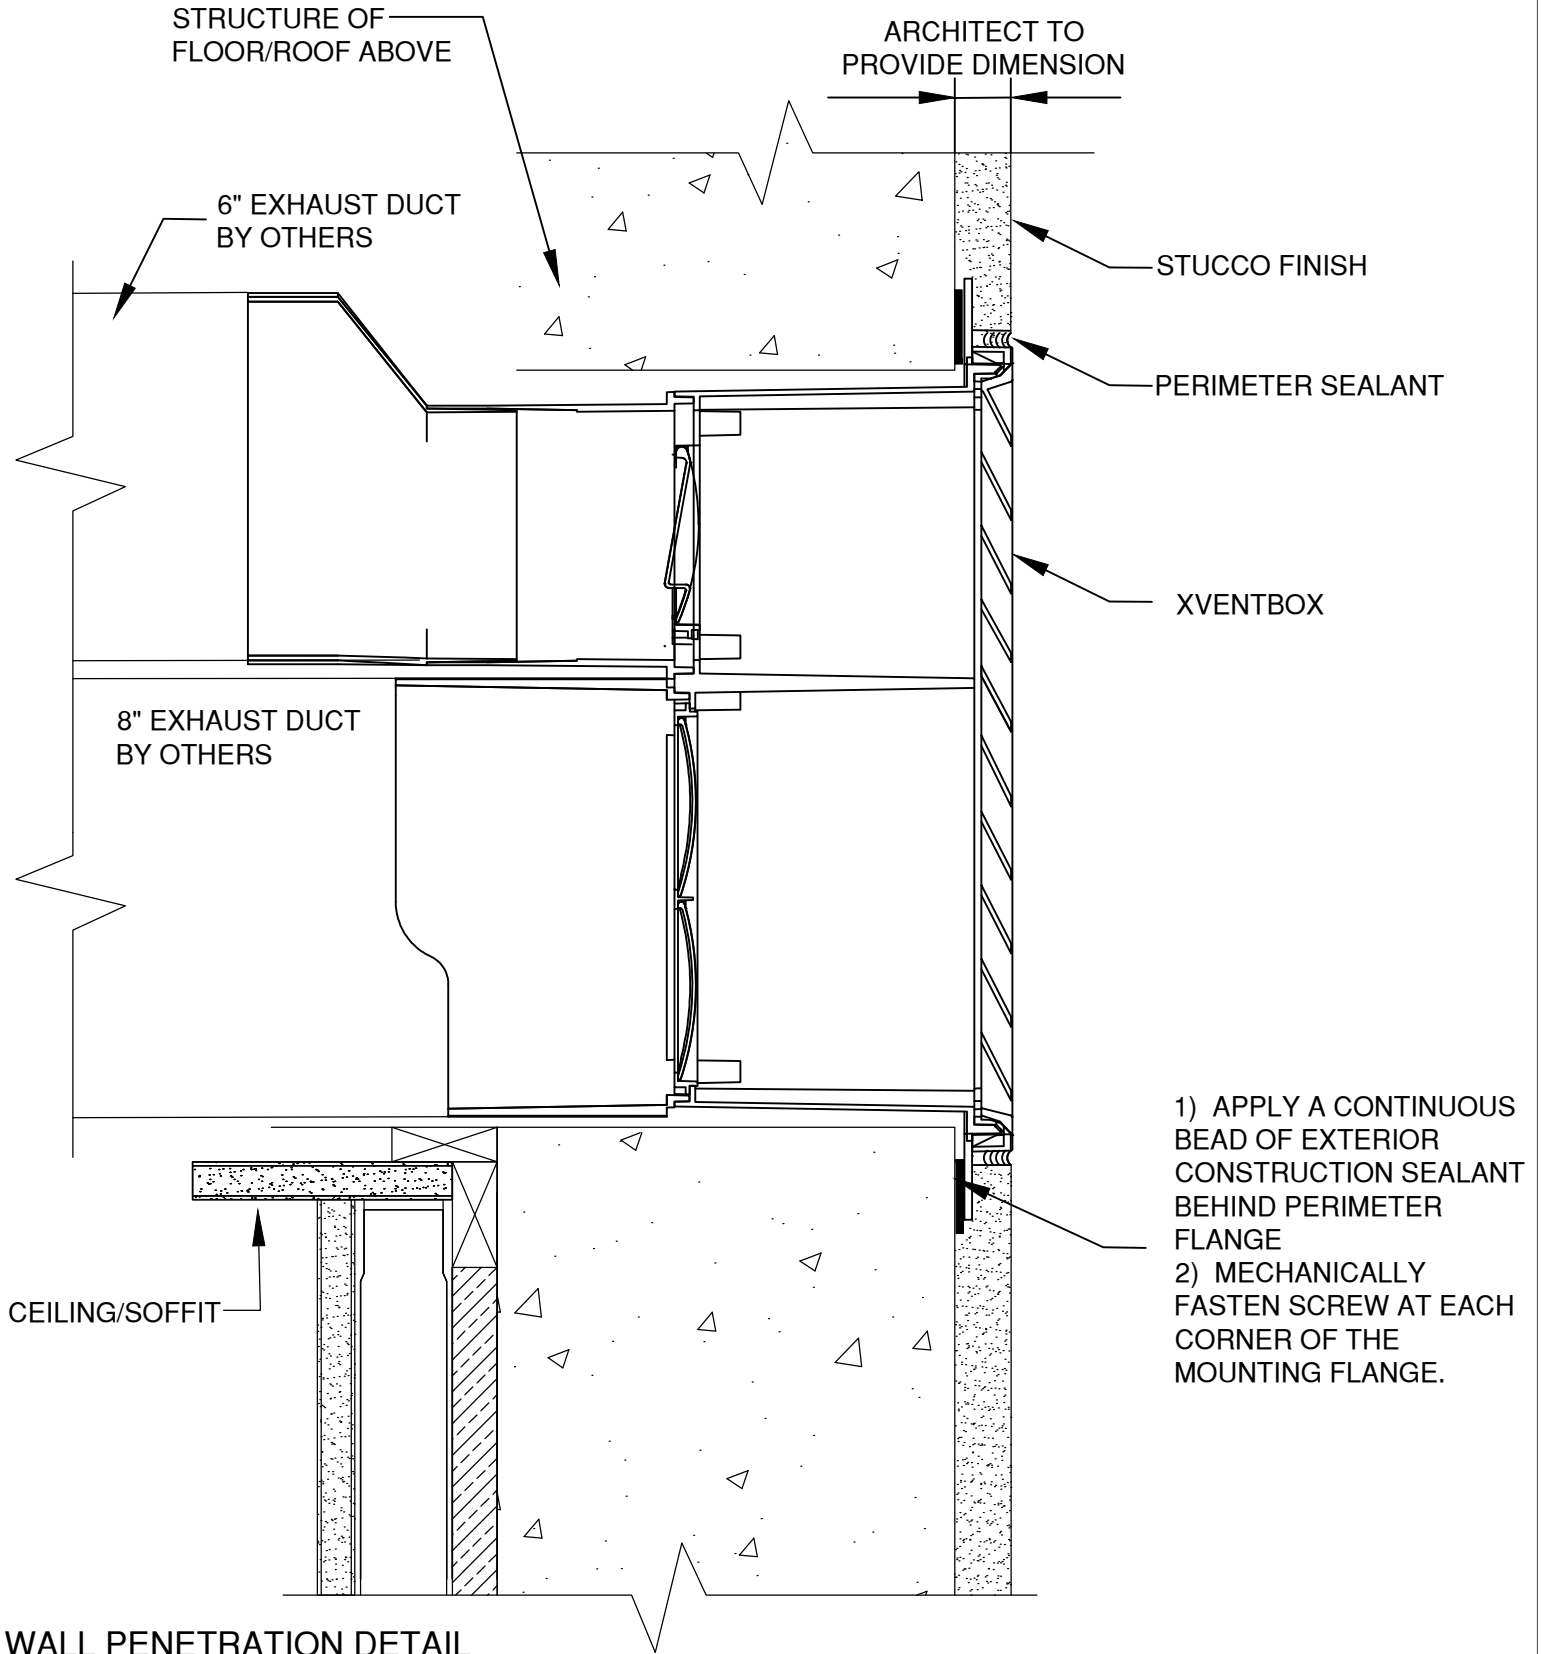 STRUCTURE OF
FLOOR/ROOF ABOVE
ARCHITECT TO
PROVIDE DIMENSION
6" EXHAUST DUCT
BY OTHERS
STUCCO FINISH
PERIMETER SEALANT
XVENTBOX
8" EXHAUST DUCT
BY OTHERS
1) APPLY A CONTINUOUS
BEAD OF EXTERIOR
CONSTRUCTION SEALANT
BEHIND PERIMETER
FLANGE
2) MECHANICALLY
FASTEN SCREW AT EACH
CORNER OF THE
MOUNTING FLANGE.
CEILING/SOFFIT
WALL PENETRATION DETAIL